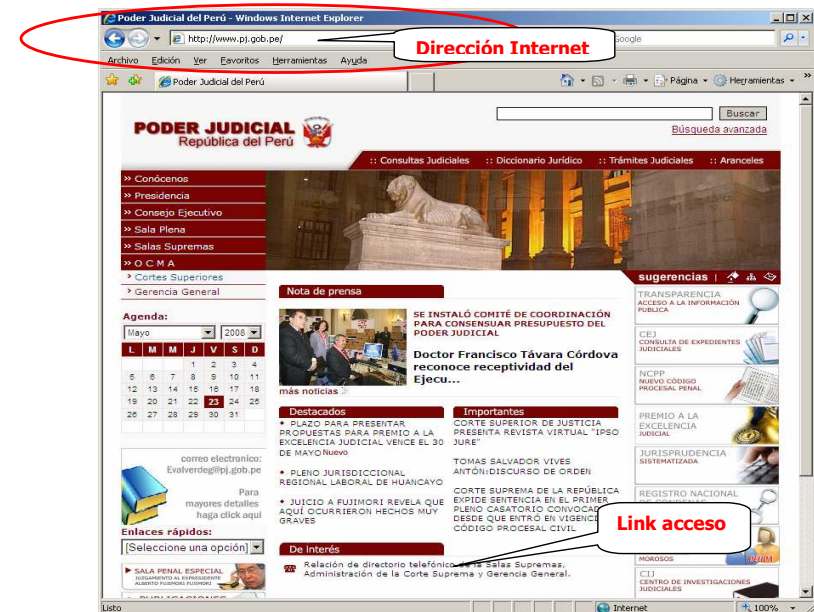 Poder Judicial del Perú - Windows Internet Explorer
http://www.pj.gob.pe/
Google
Dirección Internet
Archivo Edición Ver Favoritos Herramientas Ayuda
Poder Judicial del Perú
Página Herramientas
Buscar
Búsqueda avanzada
PODER JUDICIAL
República del Perú
:: Consultas Judiciales :: Diccionario Jurídico :: Trámites Judiciales :: Aranceles
» Conócenos
» Presidencia
» Consejo Ejecutivo
» Sala Plena
» Salas Supremas
» O C M A
Cortes Superiores
Gerencia General
Agenda:
Mayo 2008
L M M J V S D
1 2 3 4
5 6 7 8 9 10 11
12 13 14 15 16 17 18
19 20 21 22 23 24 25
26 27 28 29 30 31
correo electronico:
Evalverdeg@pj.gob.pe
Para
mayores detalles
haga click aqui
Enlaces rápidos:
[Seleccione una opción]
SALA PENAL ESPECIAL
JUZGAMIENTO AL EXPRESIDENTE
ALBERTO FUJIMORI FUJIMORI
PUBLICACIONES
Nota de prensa
SE INSTALÓ COMITÉ DE COORDINACIÓN
PARA CONSENSUAR PRESUPUESTO DEL
PODER JUDICIAL
Doctor Francisco Távara Córdova
reconoce receptividad del
Ejecu...
más noticias
Destacados
PLAZO PARA PRESENTAR
PROPUESTAS PARA PREMIO A LA
EXCELENCIA JUDICIAL VENCE EL 30
DE MAYO Nuevo
PLENO JURISDICCIONAL
REGIONAL LABORAL DE HUANCAYO
JUICIO A FUJIMORI REVELA QUE
AQUÍ OCURRIERON HECHOS MUY
GRAVES
Importantes
CORTE SUPERIOR DE JUSTICIA
PRESENTA REVISTA VIRTUAL "IPSO
JURE"
TOMAS SALVADOR VIVES
ANTÓN:DISCURSO DE ORDEN
CORTE SUPREMA DE LA REPÚBLICA
EXPIDE SENTENCIA EN EL PRIMER
PLENO CASATORIO
DESDE QUE ENTRÓ EN
CÓDIGO PROCESAL CIVIL
De interés
Relación de directorio telefónico de la Salas Supremas,
Administración de la Corte Suprema y Gerencia General.
sugerencias |
TRANSPARENCIA
ACCESO A LA INFORMACIÓN
PUBLICA
CEJ
CONSULTA DE EXPEDIENTES
JUDICIALES
NCPP
NUEVO CÓDIGO
PROCESAL PENAL
PREMIO A LA
EXCELENCIA
JUDICIAL
JURISPRUDENCIA
SISTEMATIZADA
REGISTRO NACIONAL
Link acceso
MOROSOS
CIJ
CENTRO DE INVESTIGACIONES
JUDICIALES
Listo
Internet
100%